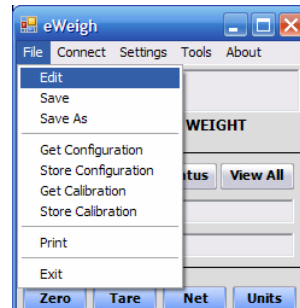 eWeigh
File Connect Settings Tools About
Edit
Save
Save As
WEIGHT
Get Configuration
Store Configuration
View All
Get Calibration
Store Calibration
Print
Exit
Zero Tare Net Units